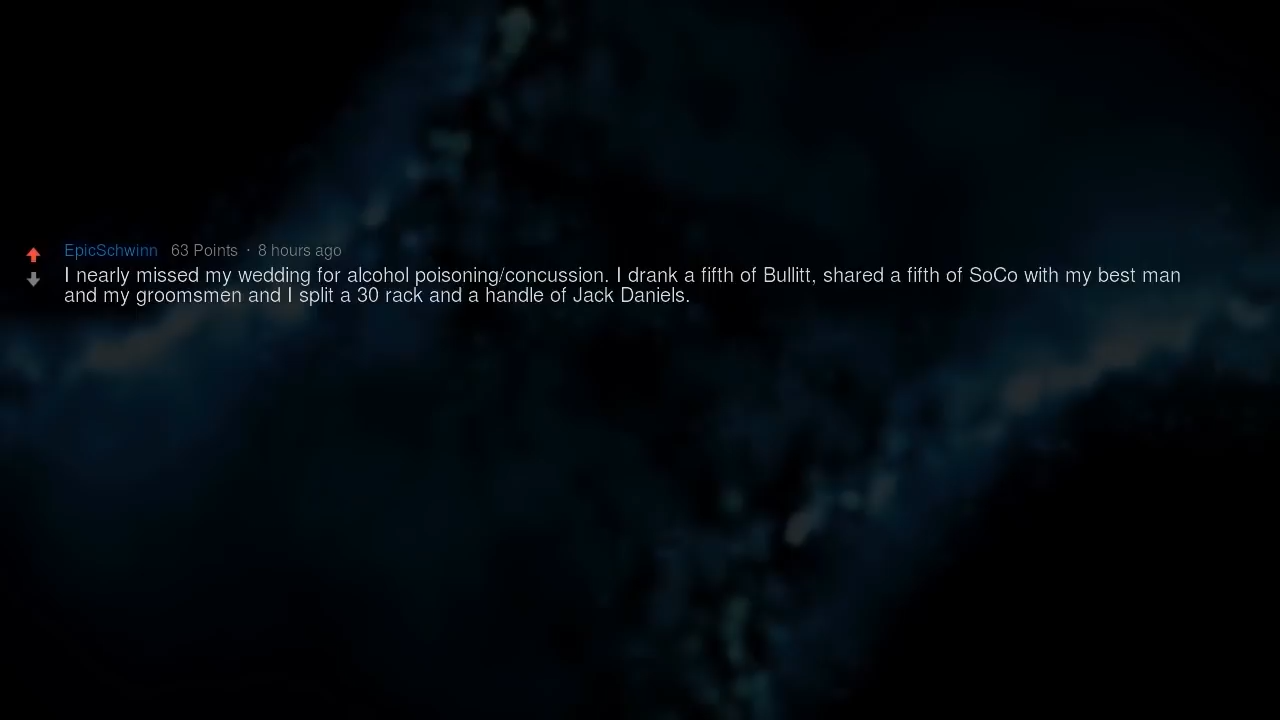 EpicSchwinn 63 Points · 8 hours ago
I nearly missed my wedding for alcohol poisoning/concussion. I drank a fifth of Bullitt, shared a fifth of SoCo with my best man
and my groomsmen and I split a 30 rack and a handle of Jack Daniels.